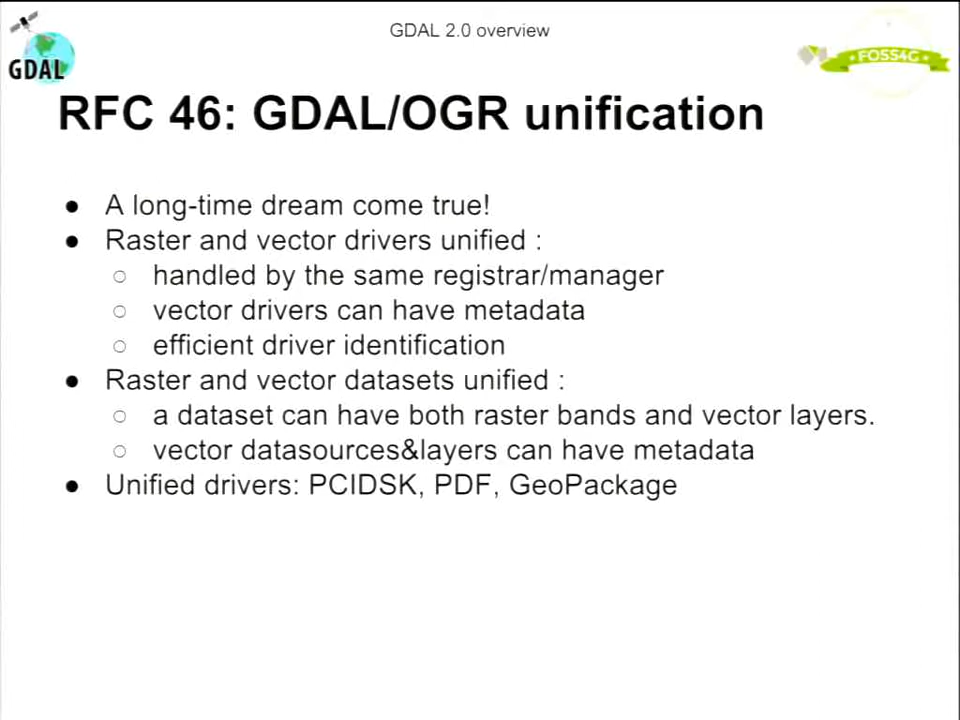 GDAL 2.0 overview
GDAL
FOSS4G
RFC 46: GDAL/OGR unification
● A long-time dream come true!
● Raster and vector drivers unified :
○ handled by the same registrar/manager
○ vector drivers can have metadata
○ efficient driver identification
● Raster and vector datasets unified :
○ a dataset can have both raster bands and vector layers.
○ vector datasources&layers can have metadata
● Unified drivers: PCIDSK, PDF, GeoPackage